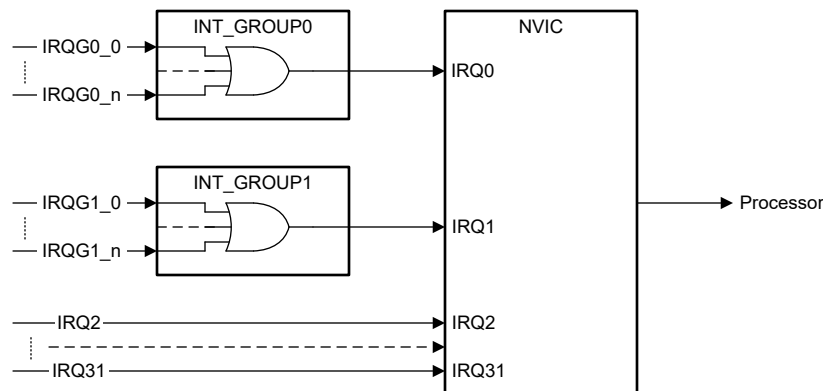 INT_GROUP0
NVIC
IRQG0_0
IRQ0
IRQG0_n
INT_GROUP1
IRQG1_0
Processor
IRQ1
IRQG1_n
IRQ2
IRQ2
IRQ31
IRQ31